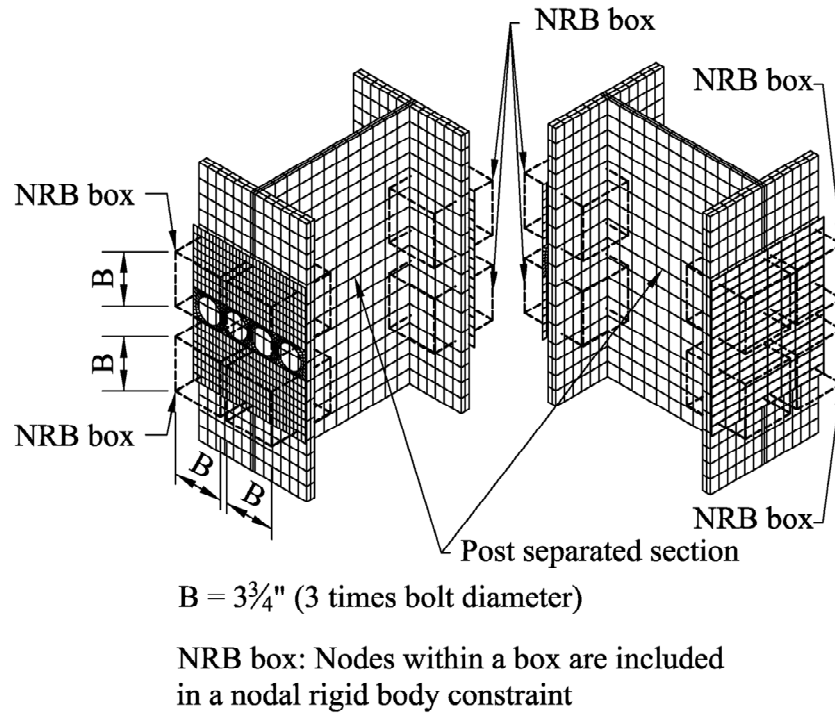 NRB box
NRB box
NRB box
B
B
NRB box
B
B
NRB box
Post separated section
B = 3¾" (3 times bolt diameter)
NRB box: Nodes within a box are included
in a nodal rigid body constraint